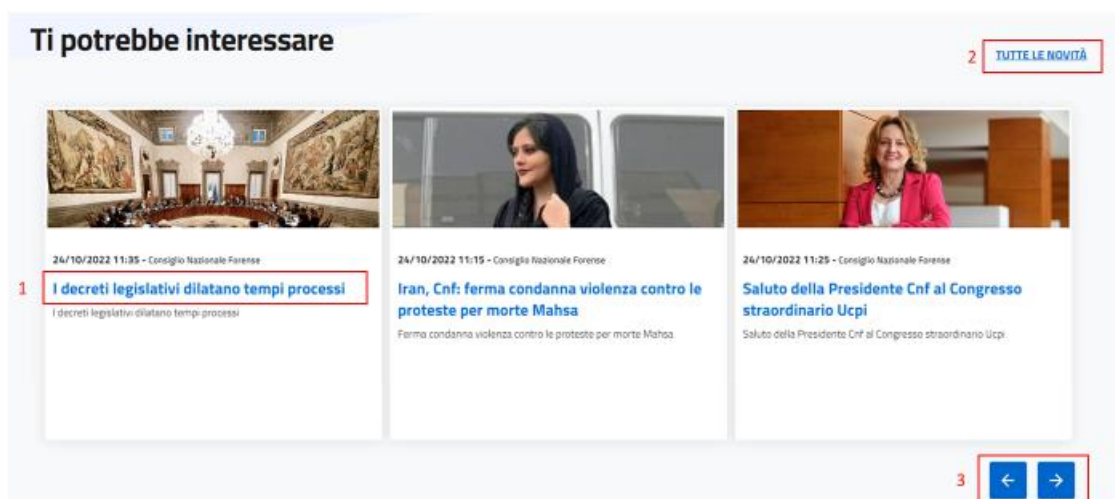 Ti potrebbe interessare
2 TUTTE LE NOVITÀ
24/10/2022 11:35 - Consiglio Nazionale Forense
1 I decreti legislativi dilatano tempi processi
I decreti legislativi dilatano tempi processi
24/10/2022 11:15 - Consiglio Nazionale Forense
Iran, Cnf: ferma condanna violenza contro le
proteste per morte Mahsa
Ferma condanna violenza contro le proteste per morte Mahsa
24/10/2022 11:25 - Consiglio Nazionale Forense
Saluto della Presidente Cnf al Congresso
straordinario Ucpi
Saluto della Presidente Cnf al Congresso straordinario Ucpi
3